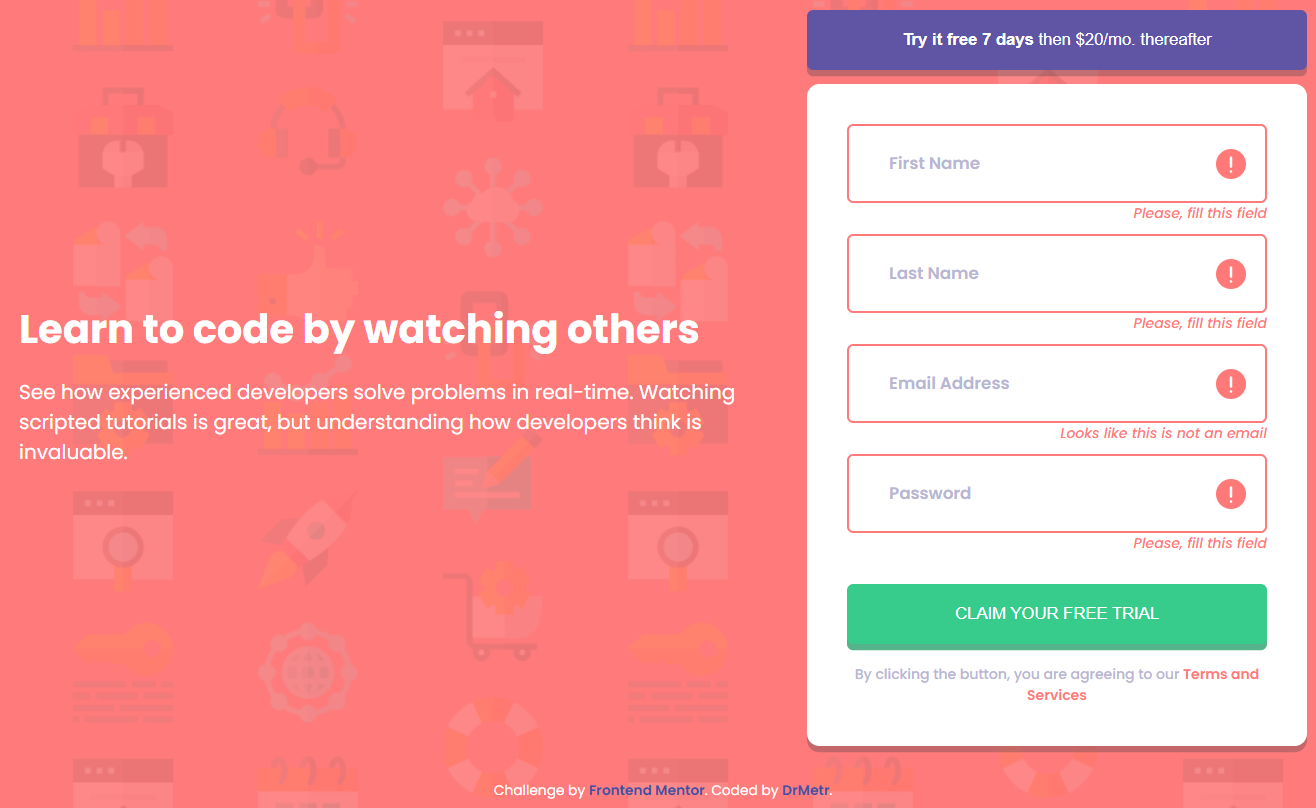 Try it free 7 days then $20/mo. thereafter
Learn to code by watching others
See how experienced developers solve problems in real-time. Watching
scripted tutorials is great, but understanding how developers think is
invaluable.
First Name
Please, fill this field
Last Name
Please, fill this field
Email Address
Looks like this is not an email
Password
Please, fill this field
CLAIM YOUR FREE TRIAL
By clicking the button, you are agreeing to our Terms and
Services
Challenge by Frontend Mentor. Coded by DrMetr.